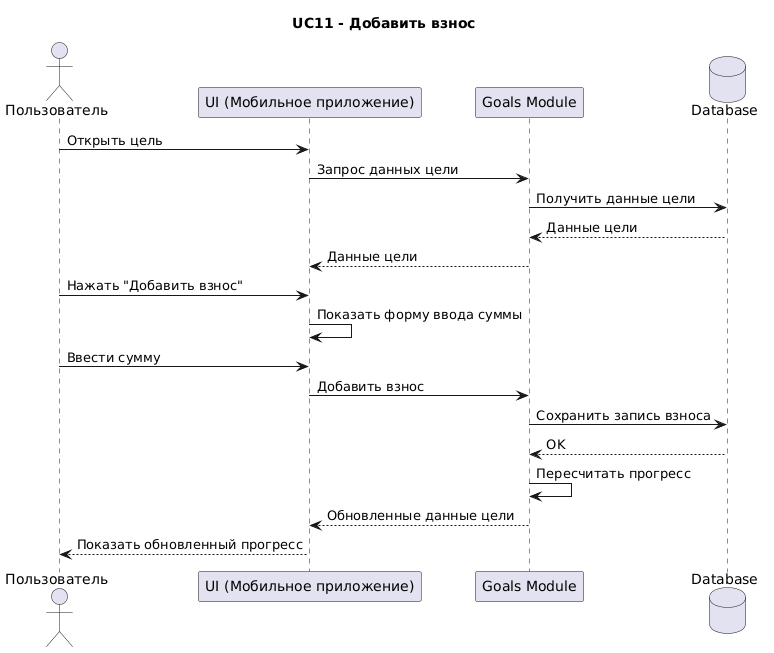 UC11 - Добавить взнос
Пользователь
UI (Мобильное приложение)
Goals Module
Database
Открыть цель
Запрос данных цели
Получить данные цели
Данные цели
Данные цели
Нажать "Добавить взнос"
Показать форму ввода суммы
Ввести сумму
Добавить взнос
Сохранить запись взноса
OK
Пересчитать прогресс
Обновленные данные цели
Показать обновленный прогресс
Пользователь
UI (Мобильное приложение)
Goals Module
Database